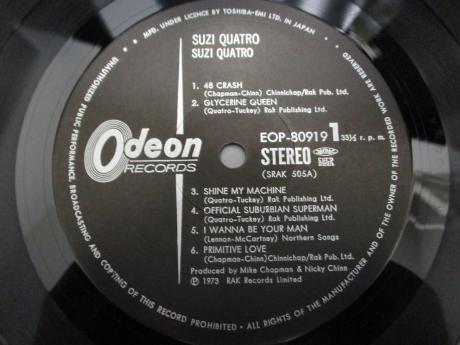 MFD. UNDER LICENCE BY TOSHIBA-EMI LTD. IN JAPAN
SUZI QUATRO
SUZI QUATRO
1. 48 CRASH
(Chapman-Chinn) Chinnichap/Rak Pub. Ltd.
2. GLYCERINE QUEEN
(Quatro-Tuckey) Rak Publishing Ltd.
EOP-80919 1 33⅓ r. p. m.
Odeon
RECORDS
STEREO
(SRAK 505A)
3. SHINE MY MACHINE
(Quatro-Tuckey) Rak Publishing Ltd.
4. OFFICIAL SUBURBIAN SUPERMAN
(Quatro-Tuckey) Rak Publishing Ltd.
5. I WANNA BE YOUR MAN
(Lennon-McCartney) Northern Songs
6. PRIMITIVE LOVE
(Chapman-Chinn)Chinnichap/Rak Pub. Ltd.
Produced by Mike Chapman & Nicky Chinn
Ⓟ 1973 RAK Records Limited
UNAUTHORIZED PUBLIC PERFORMANCE, BROADCASTING AND COPYING OF THIS RECORD PROHIBITED • ALL RIGHTS OF THE MANUFACTURER AND OF THE OWNER OF THE RECORDED WORK ARE RESERVED